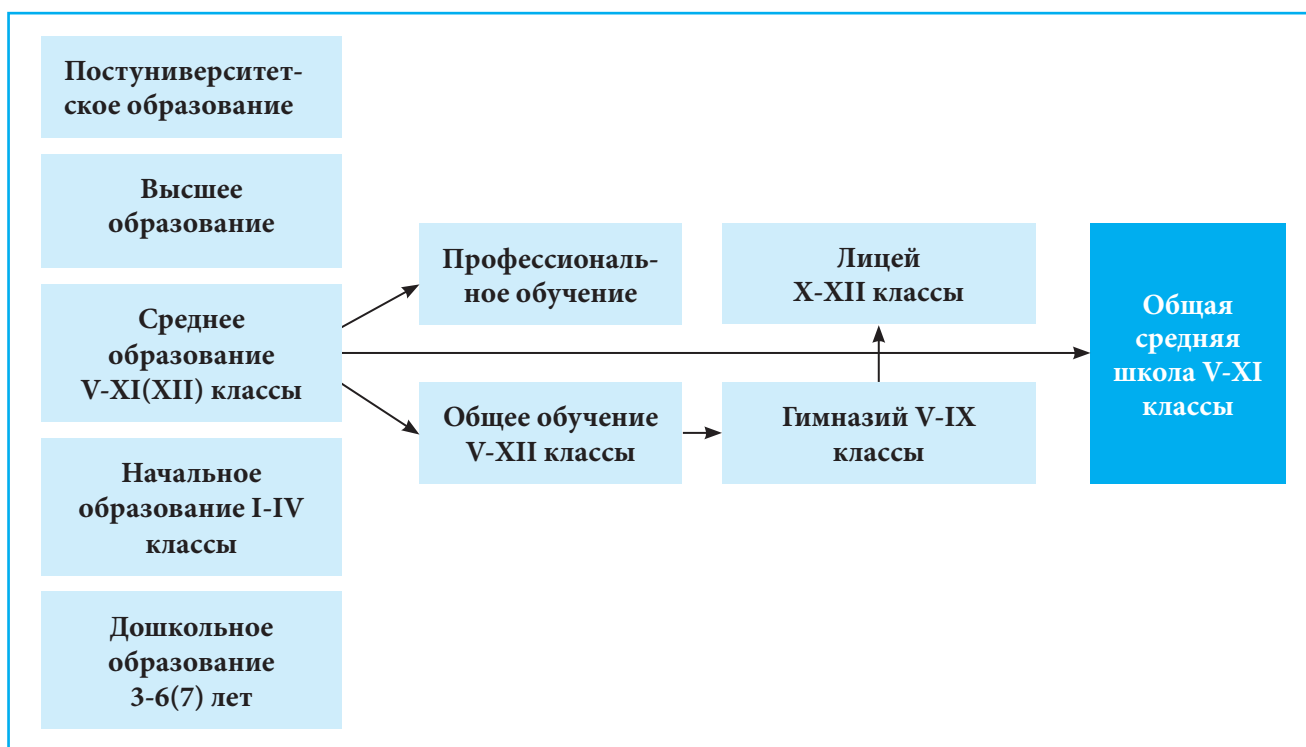 Постуниверситет-
ское образование
Высшее
образование
Среднее
образование
V-XI(XII) классы
Начальное
образование I-IV
классы
Дошкольное
образование
3-6(7) лет
Профессиональ-
ное обучение
Общее обучение
V-XII классы
Лицей
X-XII классы
Гимназий V-IX
классы
Общая
средняя
школа V-XI
классы